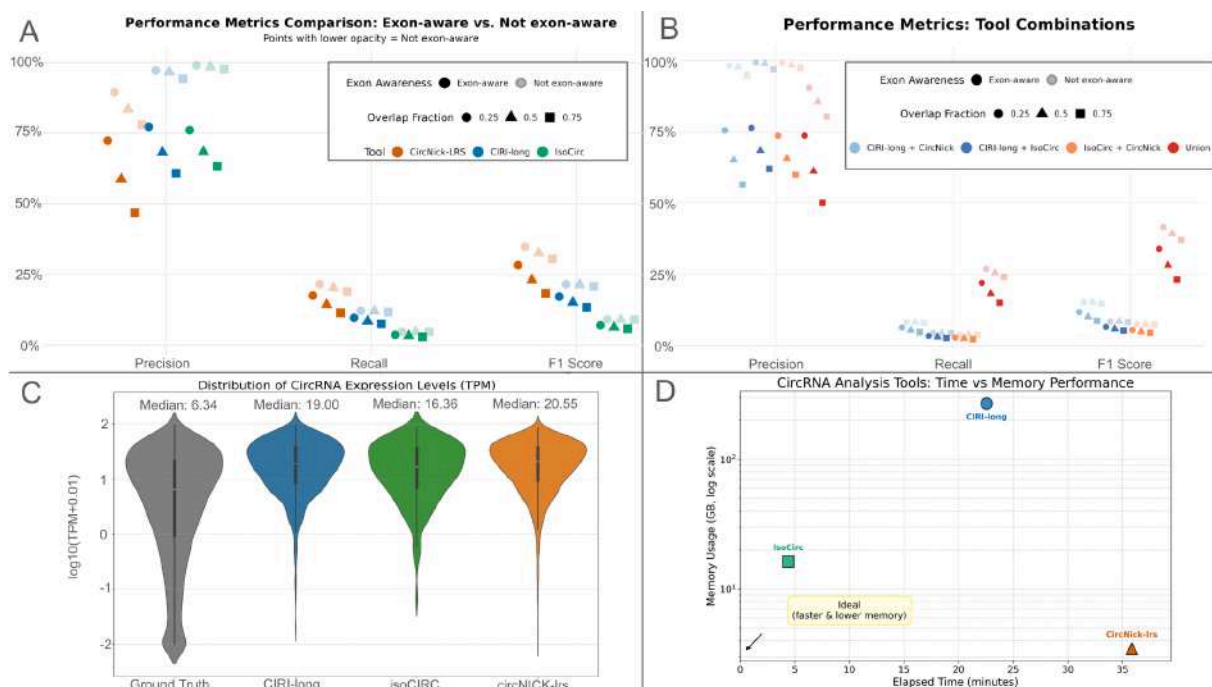 A
Performance Metrics Comparison: Exon-aware vs. Not exon-aware
Points with lower opacity = Not exon-aware
100%
75%
50%
25%
0%
Exon Awareness Exon-aware Not exon-aware
Overlap Fraction 0.25 0.5 0.75
Tool CircNick-LRS CIRI-long IsoCirc
Precision Recall F1 Score
B
Performance Metrics: Tool Combinations
100%
75%
50%
25%
0%
Exon Awareness Exon-aware Not exon-aware
Overlap Fraction 0.25 0.5 0.75
CIRI-long + CircNick CIRI-long + IsoCirc IsoCirc + CircNick Union
Precision Recall F1 Score
C
Distribution of CircRNA Expression Levels (TPM)
Median: 6.34 Median: 19.00 Median: 16.36 Median: 20.55
log10(TPM+0.01)
2
1
0
-1
-2
Ground Truth CIRI-long isoCIRC circNICK-lrs
D
CircRNA Analysis Tools: Time vs Memory Performance
Memory Usage (GB, log scale)
10²
10¹
CIRI-long
IsoCirc
Ideal
(faster & lower memory)
CircNick-lrs
0 5 10 15 20 25 30 35
Elapsed Time (minutes)